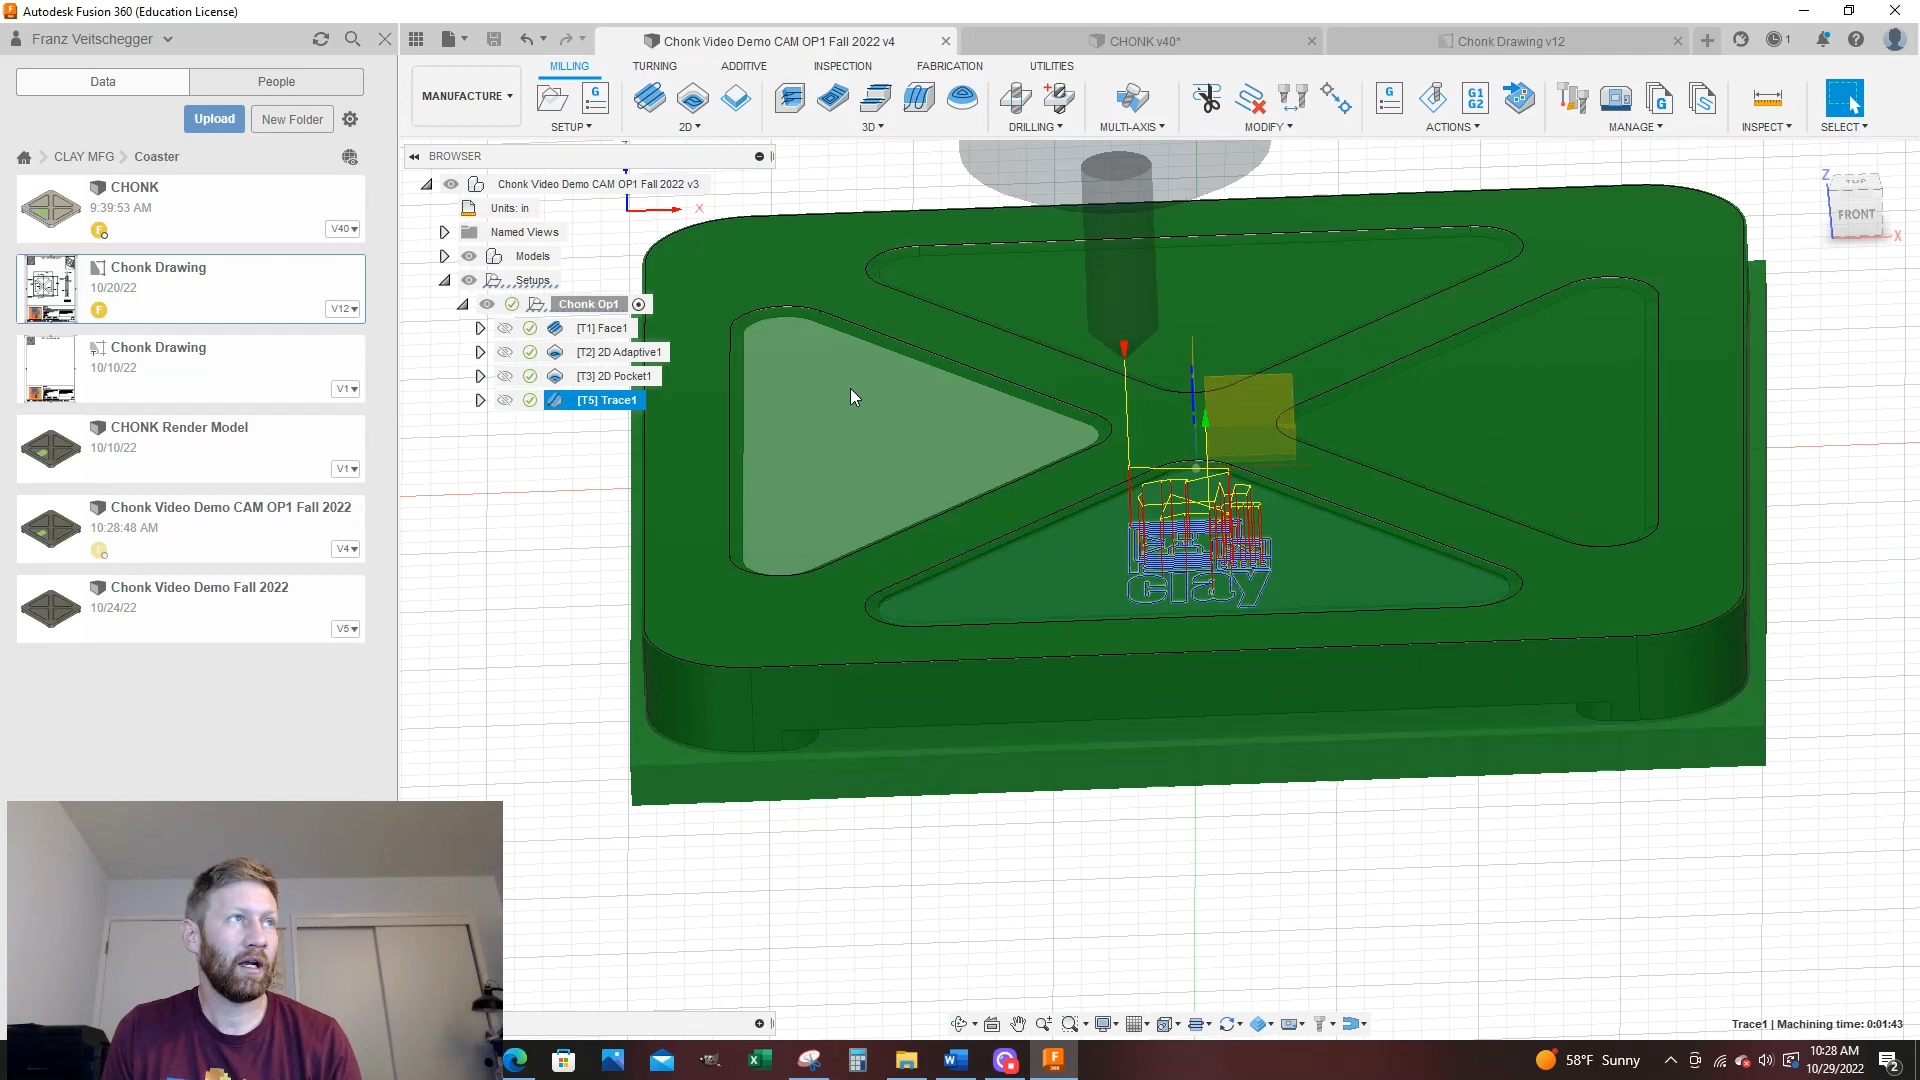 Autodesk Fusion 360 (Education License)
Franz Veitschegger
Chonk Video Demo CAM OP1 Fall 2022 v4
CHONK v40*
Chonk Drawing v12
1
Data
People
Upload
New Folder
CLAY MFG
Coaster
CHONK
9:39:53 AM
F
V40
Chonk Drawing
10/20/22
F
V12
Chonk Drawing
10/10/22
V1
CHONK Render Model
10/10/22
V1
Chonk Video Demo CAM OP1 Fall 2022
10:28:48 AM
F
V4
Chonk Video Demo Fall 2022
10/24/22
V5
MILLING
TURNING
ADDITIVE
INSPECTION
FABRICATION
UTILITIES
MANUFACTURE
SETUP
2D
3D
DRILLING
MULTI-AXIS
MODIFY
ACTIONS
MANAGE
INSPECT
SELECT
G
G
G1
G2
G
BROWSER
Chonk Video Demo CAM OP1 Fall 2022 v3
Units: in
Named Views
Models
Setups
Chonk Op1
[T1] Face1
[T2] 2D Adaptive1
[T3] 2D Pocket1
[T5] Trace1
X
Z
TOP
FRONT
X
clay
Trace1 | Machining time: 0:01:43
58°F Sunny
10:28 AM
10/29/2022
2